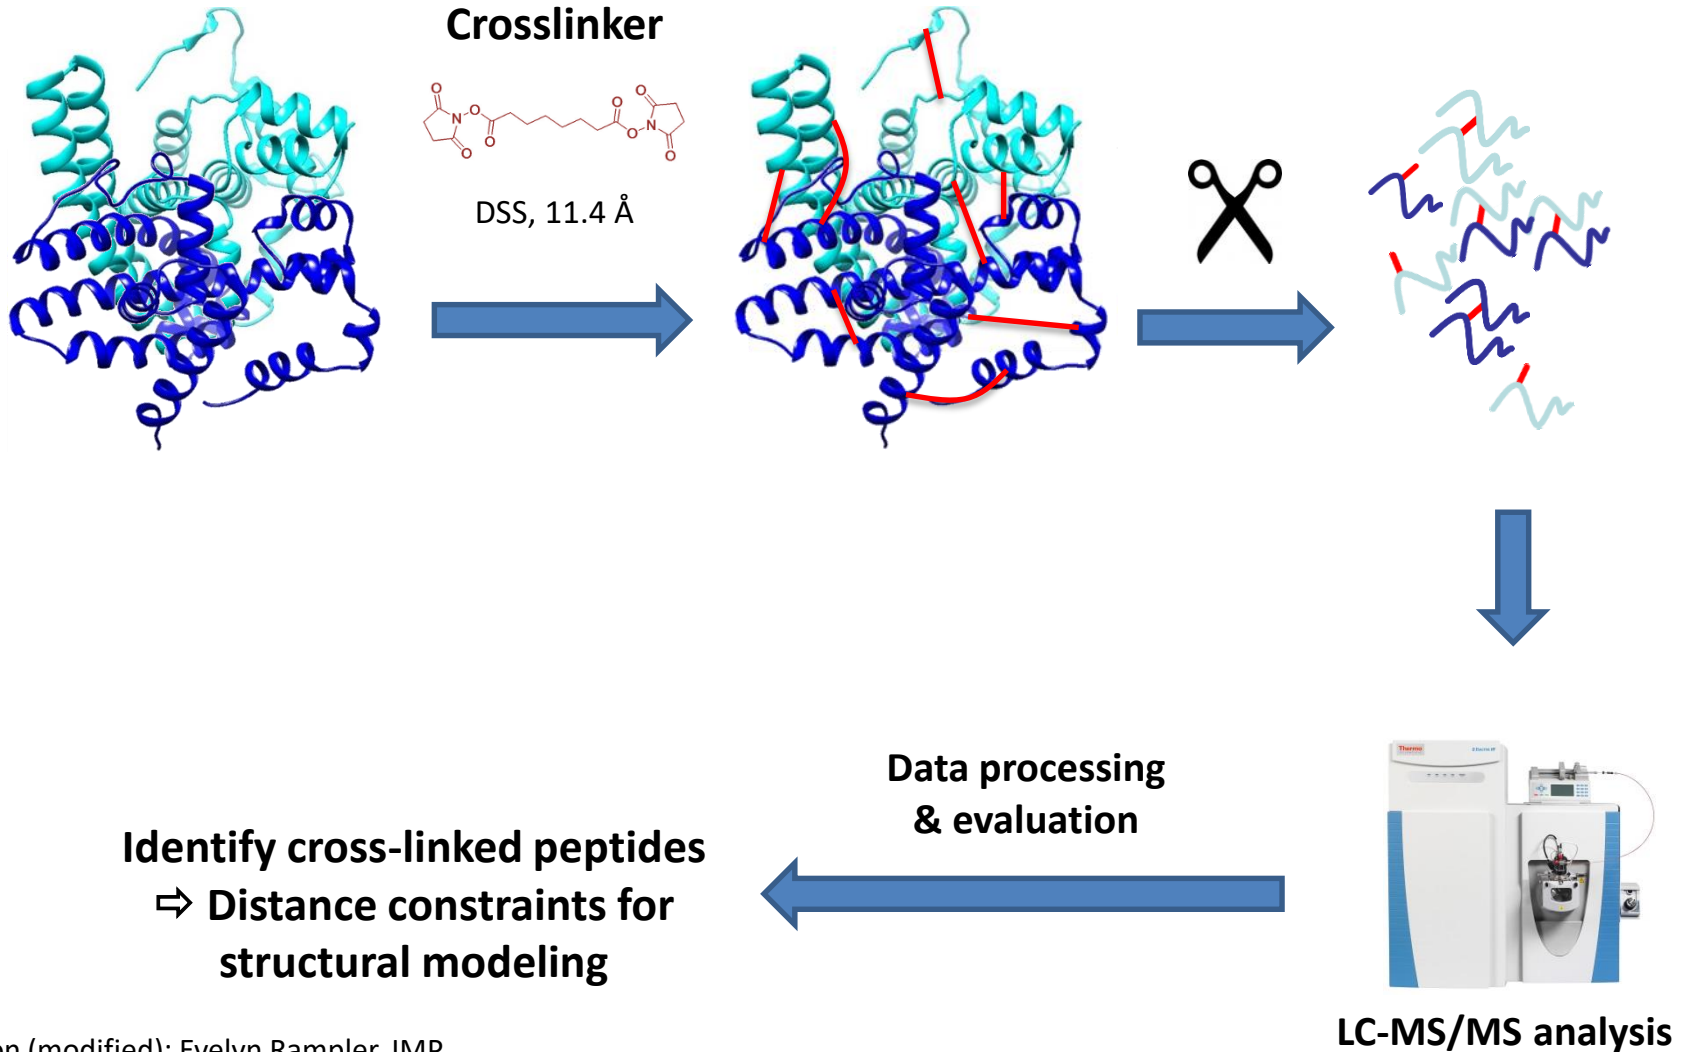 Crosslinker
DSS, 11.4 Å
Data processing
& evaluation
Identify cross-linked peptides
⇨ Distance constraints for
structural modeling
Thermo
LC-MS/MS analysis
(modified): Evelyn Rampler, IMP